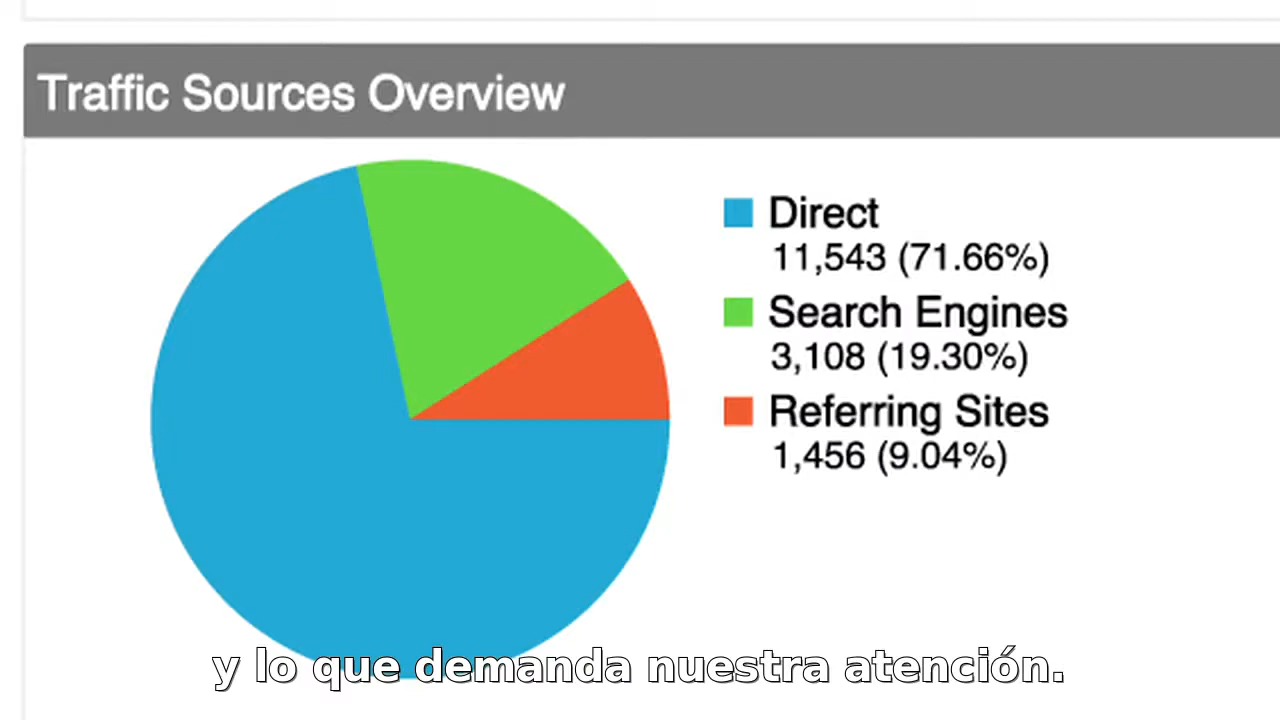 Traffic Sources Overview
Direct
11,543 (71.66%)
Search Engines
3,108 (19.30%)
Referring Sites
1,456 (9.04%)
y lo que demanda nuestra atención.